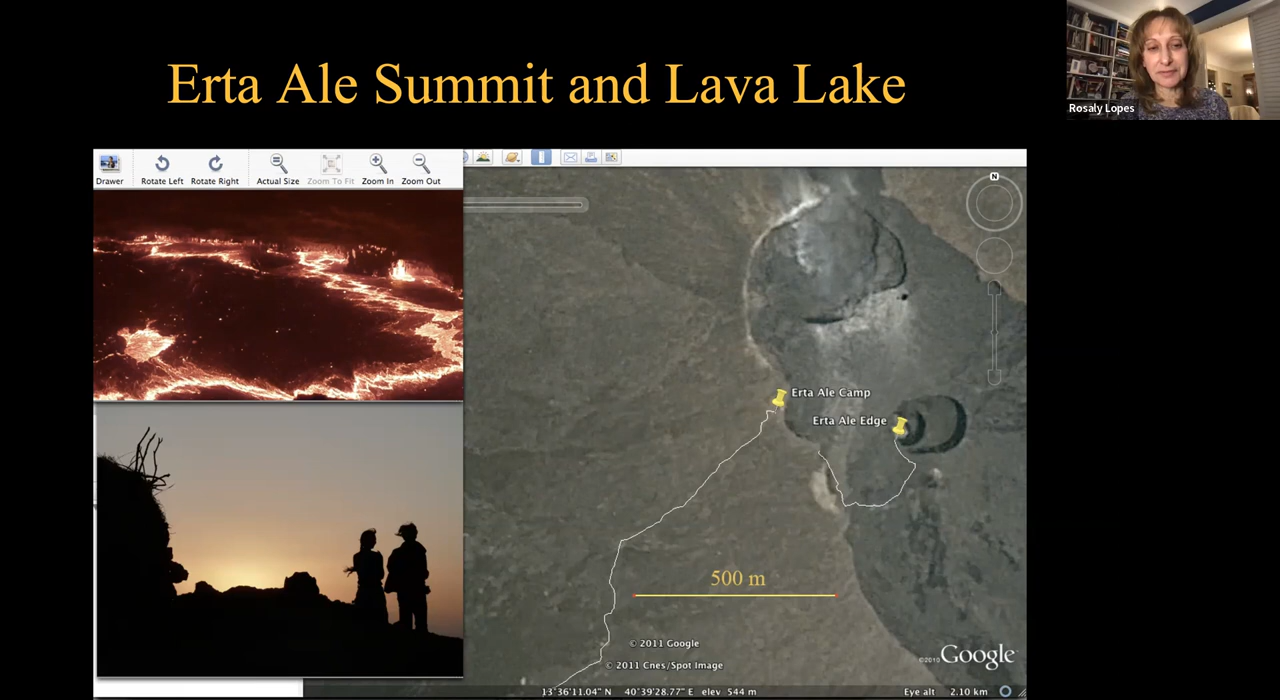 Erta Ale Summit and Lava Lake
Rosaly Lopes
Drawer Rotate Left Rotate Right Actual Size Zoom To Fit Zoom In Zoom Out
N
Erta Ale Camp
Erta Ale Edge
500 m
© 2011 Google
© 2011 Cnes/Spot Image
©2010 Google
13°36'11.04" N 40°39'28.77" E elev 544 m Eye alt 2.10 km